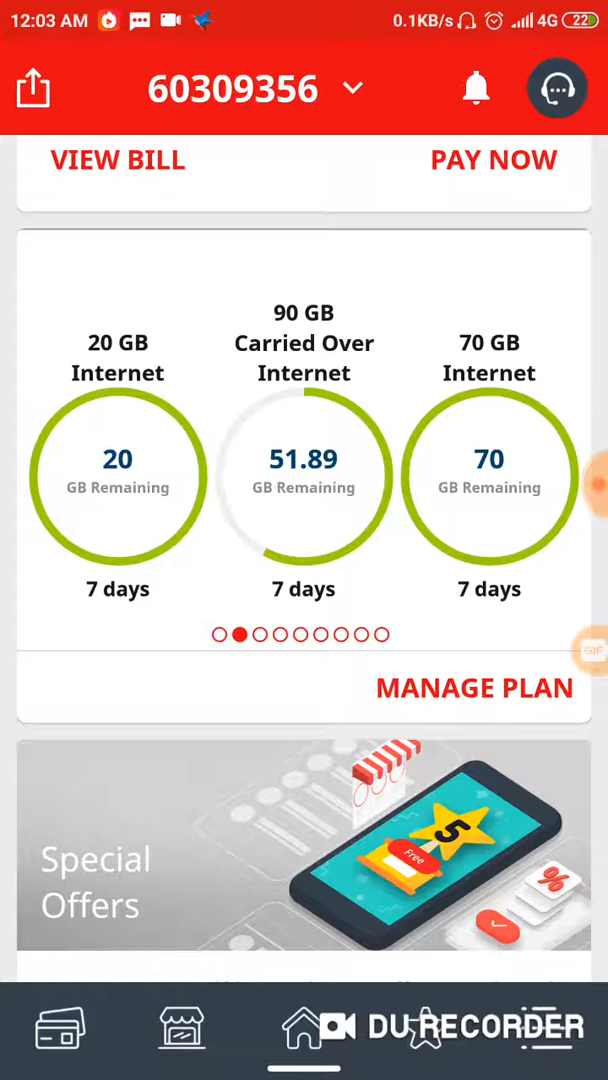 12:03 AM 0.1KB/s 4G 22
60309356
VIEW BILL PAY NOW
20 GB
Internet
20
GB Remaining
7 days
90 GB
Carried Over
Internet
51.89
GB Remaining
7 days
70 GB
Internet
70
GB Remaining
7 days
MANAGE PLAN
Special
Offers
5
Free
%
GIF
DU RECORDER